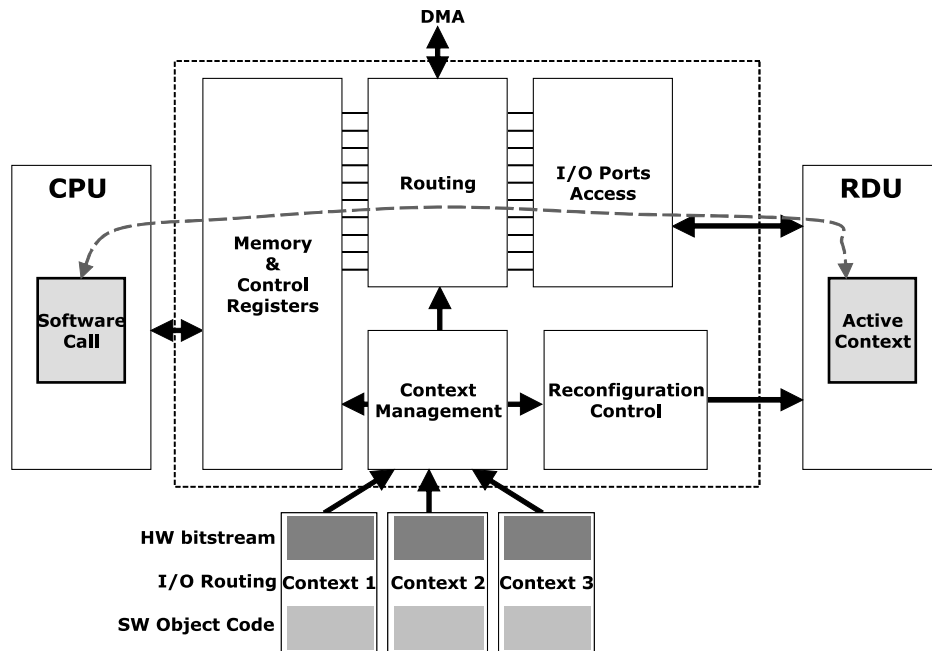 DMA
CPU
Routing
I/O Ports
Access
RDU
Memory
&
Control
Registers
Software
Call
Active
Context
Context
Management
Reconfiguration
Control
HW bitstream
I/O Routing
Context 1
Context 2
Context 3
SW Object Code